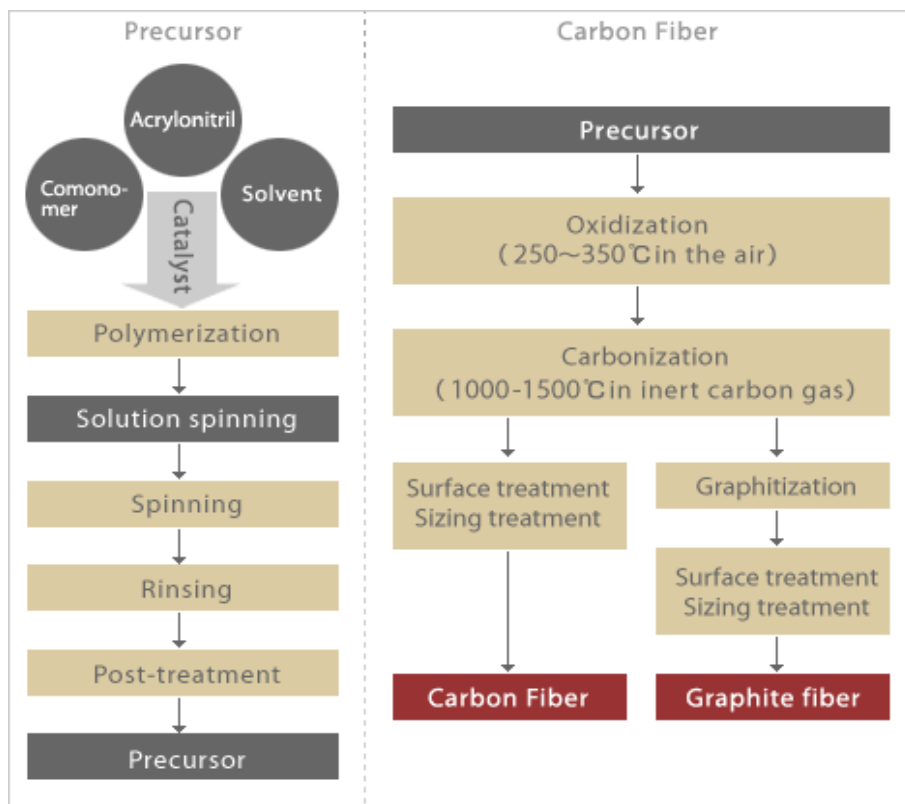 Precursor
Acrylonitril
Comono-
mer
Solvent
Catalyst
Polymerization
Solution spinning
Spinning
Rinsing
Post-treatment
Precursor
Carbon Fiber
Precursor
Oxidization
(250～350℃in the air)
Carbonization
(1000-1500℃in inert carbon gas)
Surface treatment
Sizing treatment
Carbon Fiber
Graphitization
Surface treatment
Sizing treatment
Graphite fiber